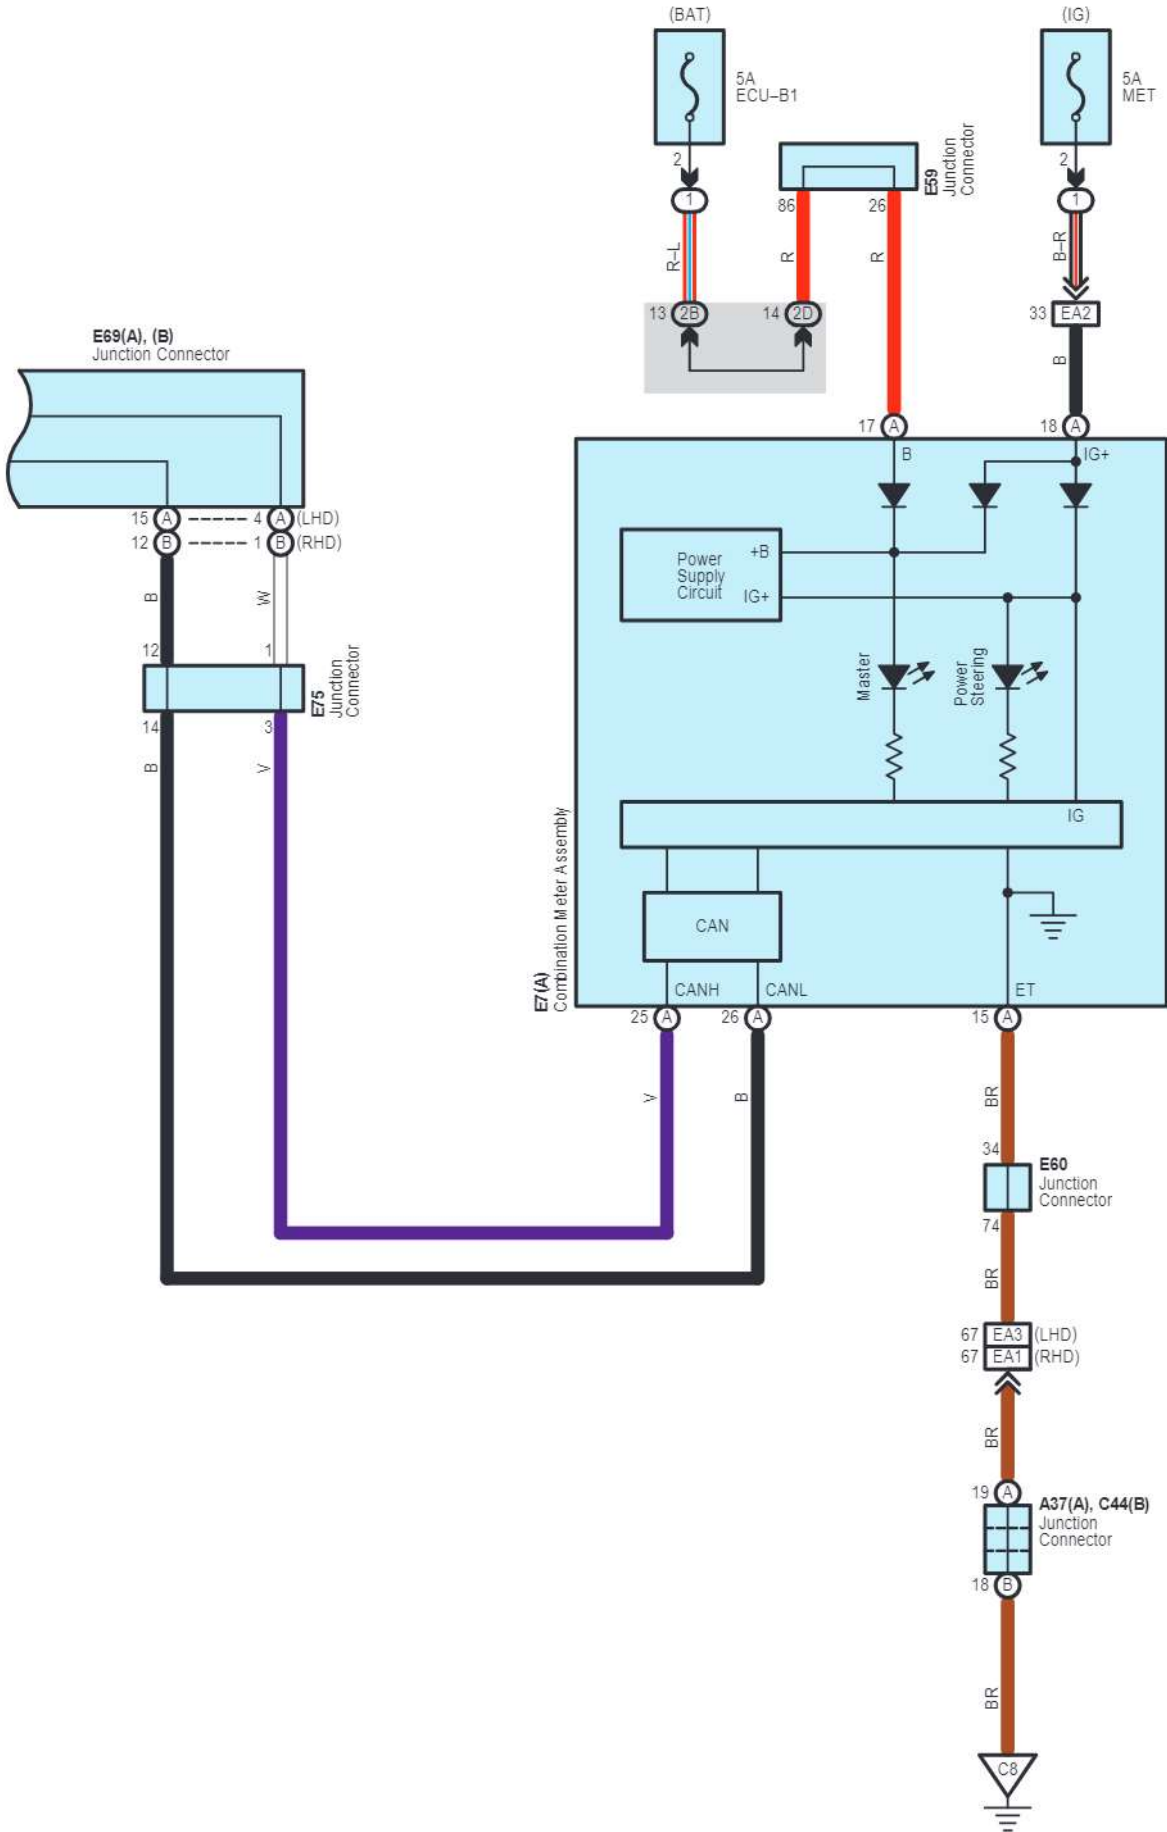 (BAT)
(IG)
5A
ECU–B1
5A
MET
2
2
1
1
E59
Junction
Connector
86
26
R–L
R
R
B–R
13
2B
14
2D
33
EA2
B
E69(A), (B)
Junction Connector
17
A
18
A
B
IG+
15
A
4
A
(LHD)
12
B
1
B
(RHD)
Power
Supply
Circuit
+B
IG+
B
W
12
1
E75
Junction
Connector
14
3
B
V
Master
Power
Steering
IG
E7(A)
Combination Meter Assembly
CAN
CANH
CANL
ET
25
A
26
A
15
A
V
B
BR
34
E60
Junction
Connector
74
BR
67
EA3
(LHD)
67
EA1
(RHD)
BR
19
A
A37(A), C44(B)
Junction
Connector
18
B
BR
C8